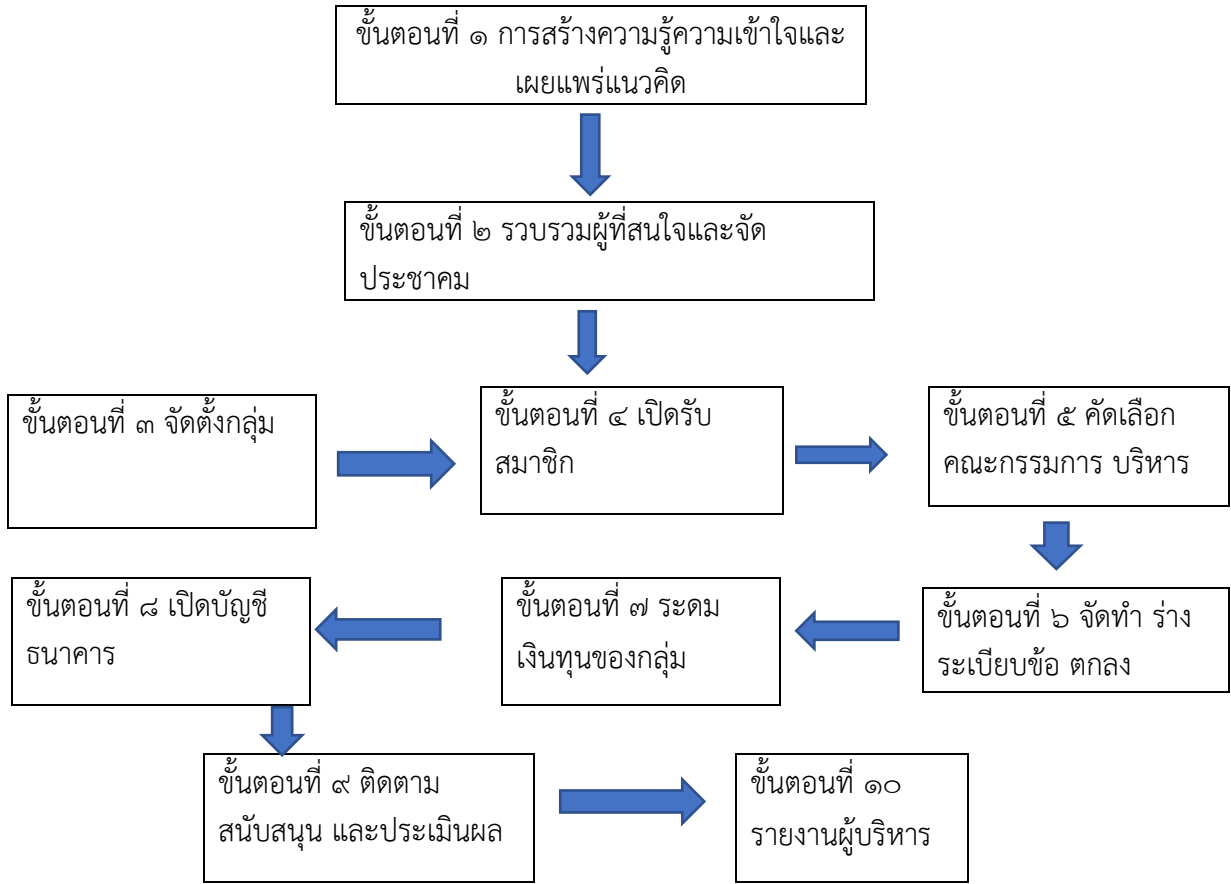 ขั้นตอนที่ ๑ การสร้างความรู้ความเข้าใจและ
เผยแพร่แนวคิด
ขั้นตอนที่ ๒ รวบรวมผู้ที่สนใจและจัด
ประชาคม
ขั้นตอนที่ ๓ จัดตั้งกลุ่ม
ขั้นตอนที่ ๔ เปิดรับ
สมาชิก
ขั้นตอนที่ ๕ คัดเลือก
คณะกรรมการ บริหาร
ขั้นตอนที่ ๖ จัดทำ ร่าง
ระเบียบข้อ ตกลง
ขั้นตอนที่ ๗ ระดม
เงินทุนของกลุ่ม
ขั้นตอนที่ ๘ เปิดบัญชี
ธนาคาร
ขั้นตอนที่ ๙ ติดตาม
สนับสนุน และประเมินผล
ขั้นตอนที่ ๑๐
รายงานผู้บริหาร